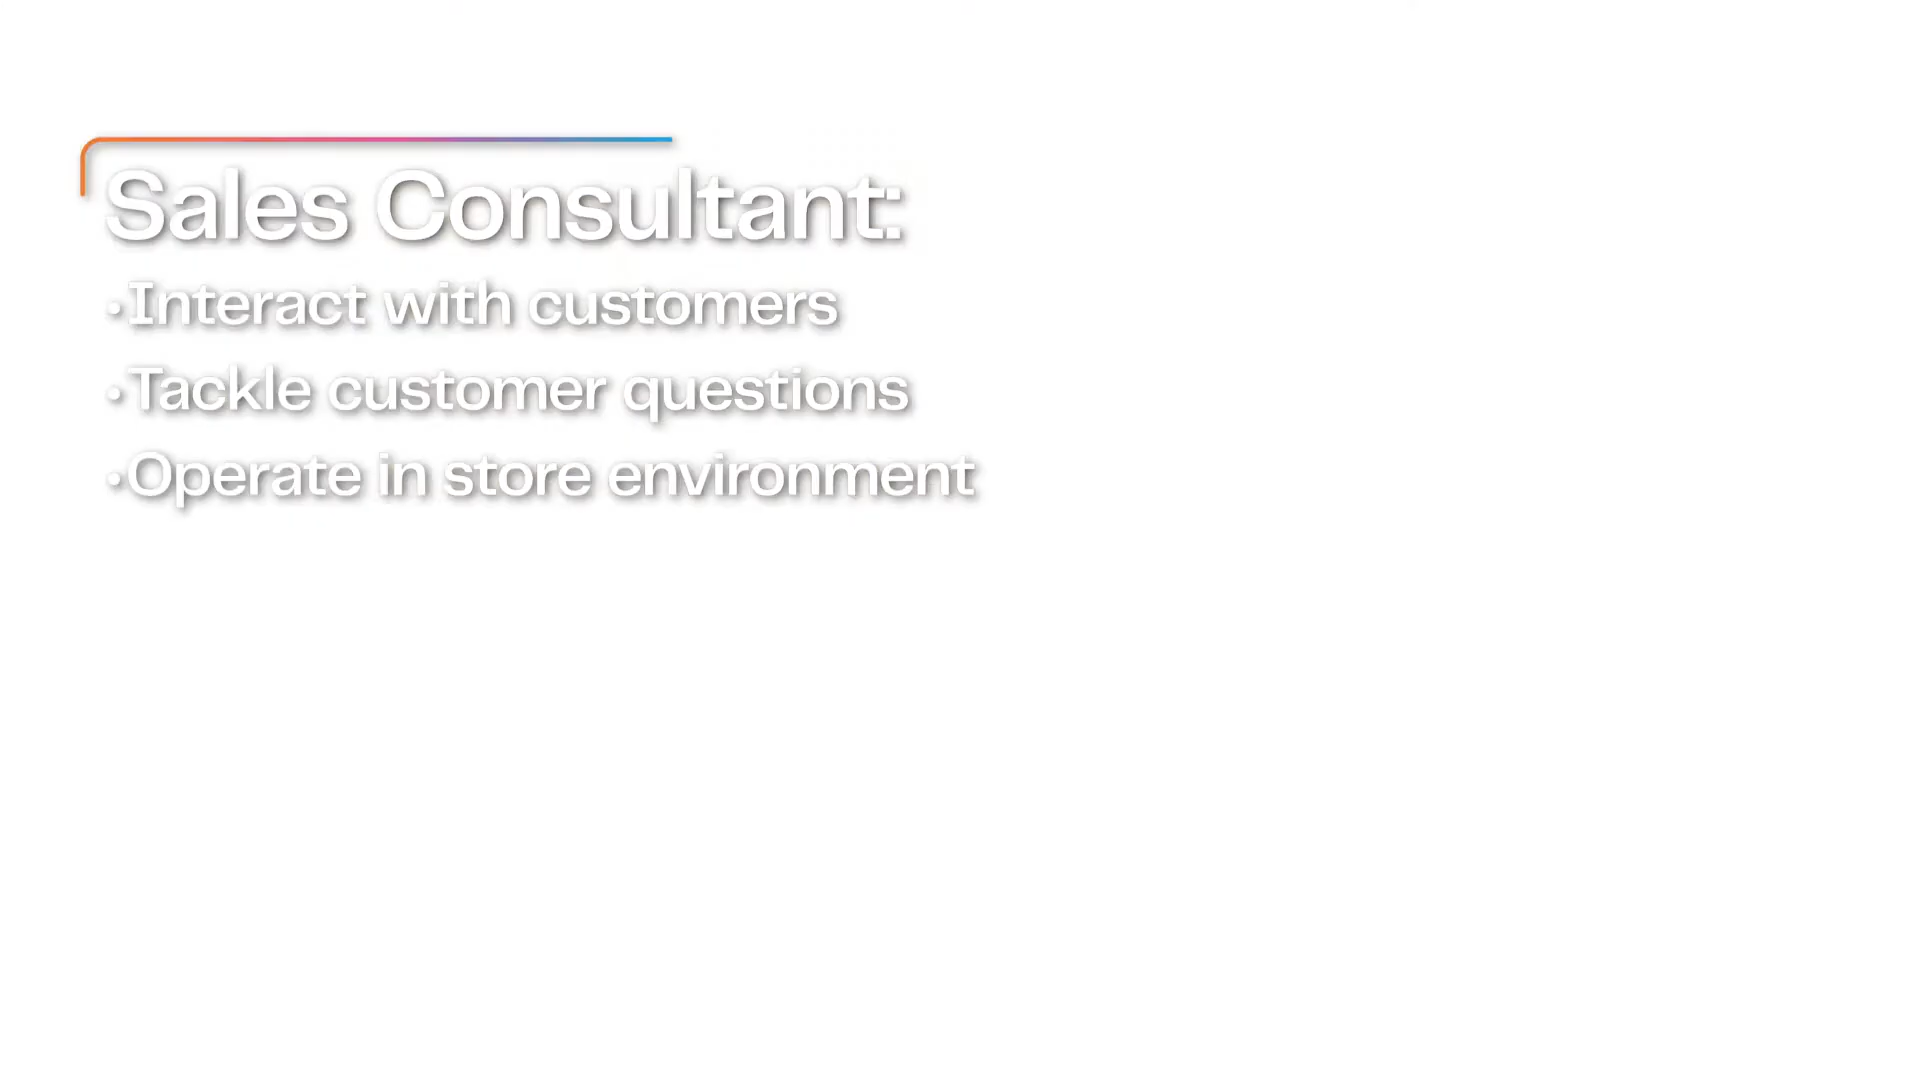 Sales Consultant:
•Interact with customers
•Tackle customer questions
•Operate in store environment